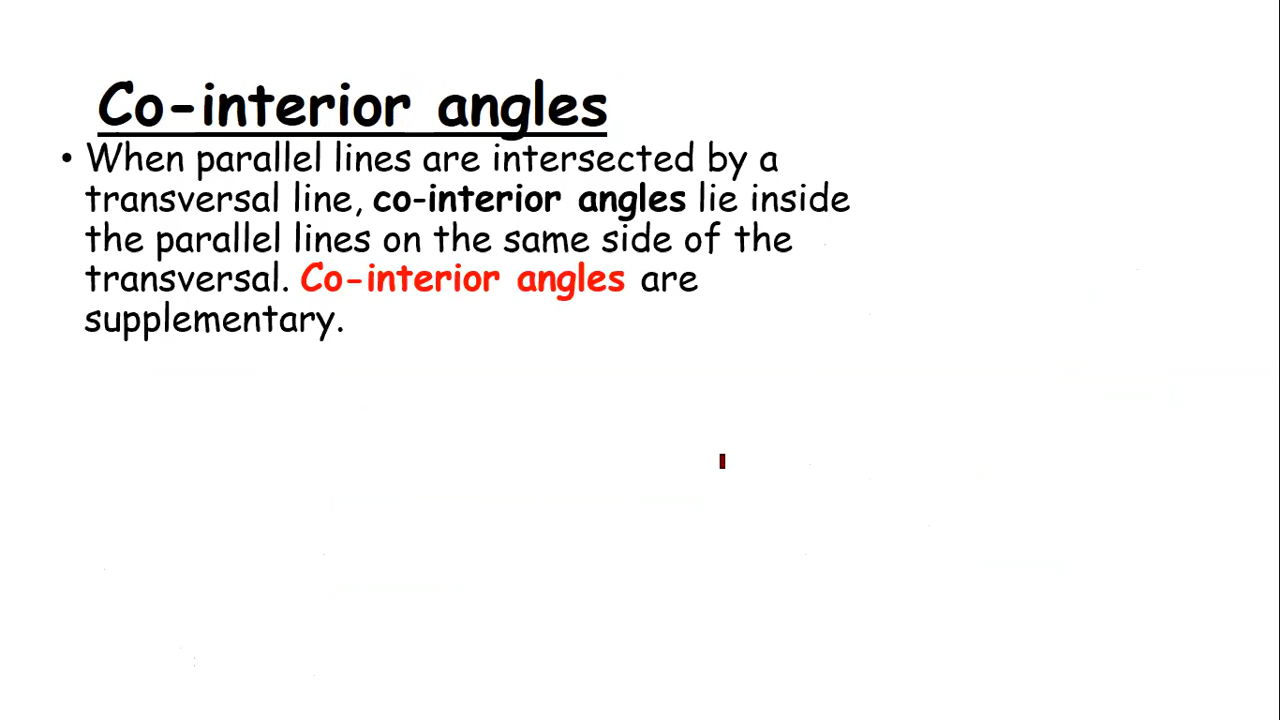 Co-interior angles
• When parallel lines are intersected by a
transversal line, co-interior angles lie inside
the parallel lines on the same side of the
transversal. Co-interior angles are
supplementary.